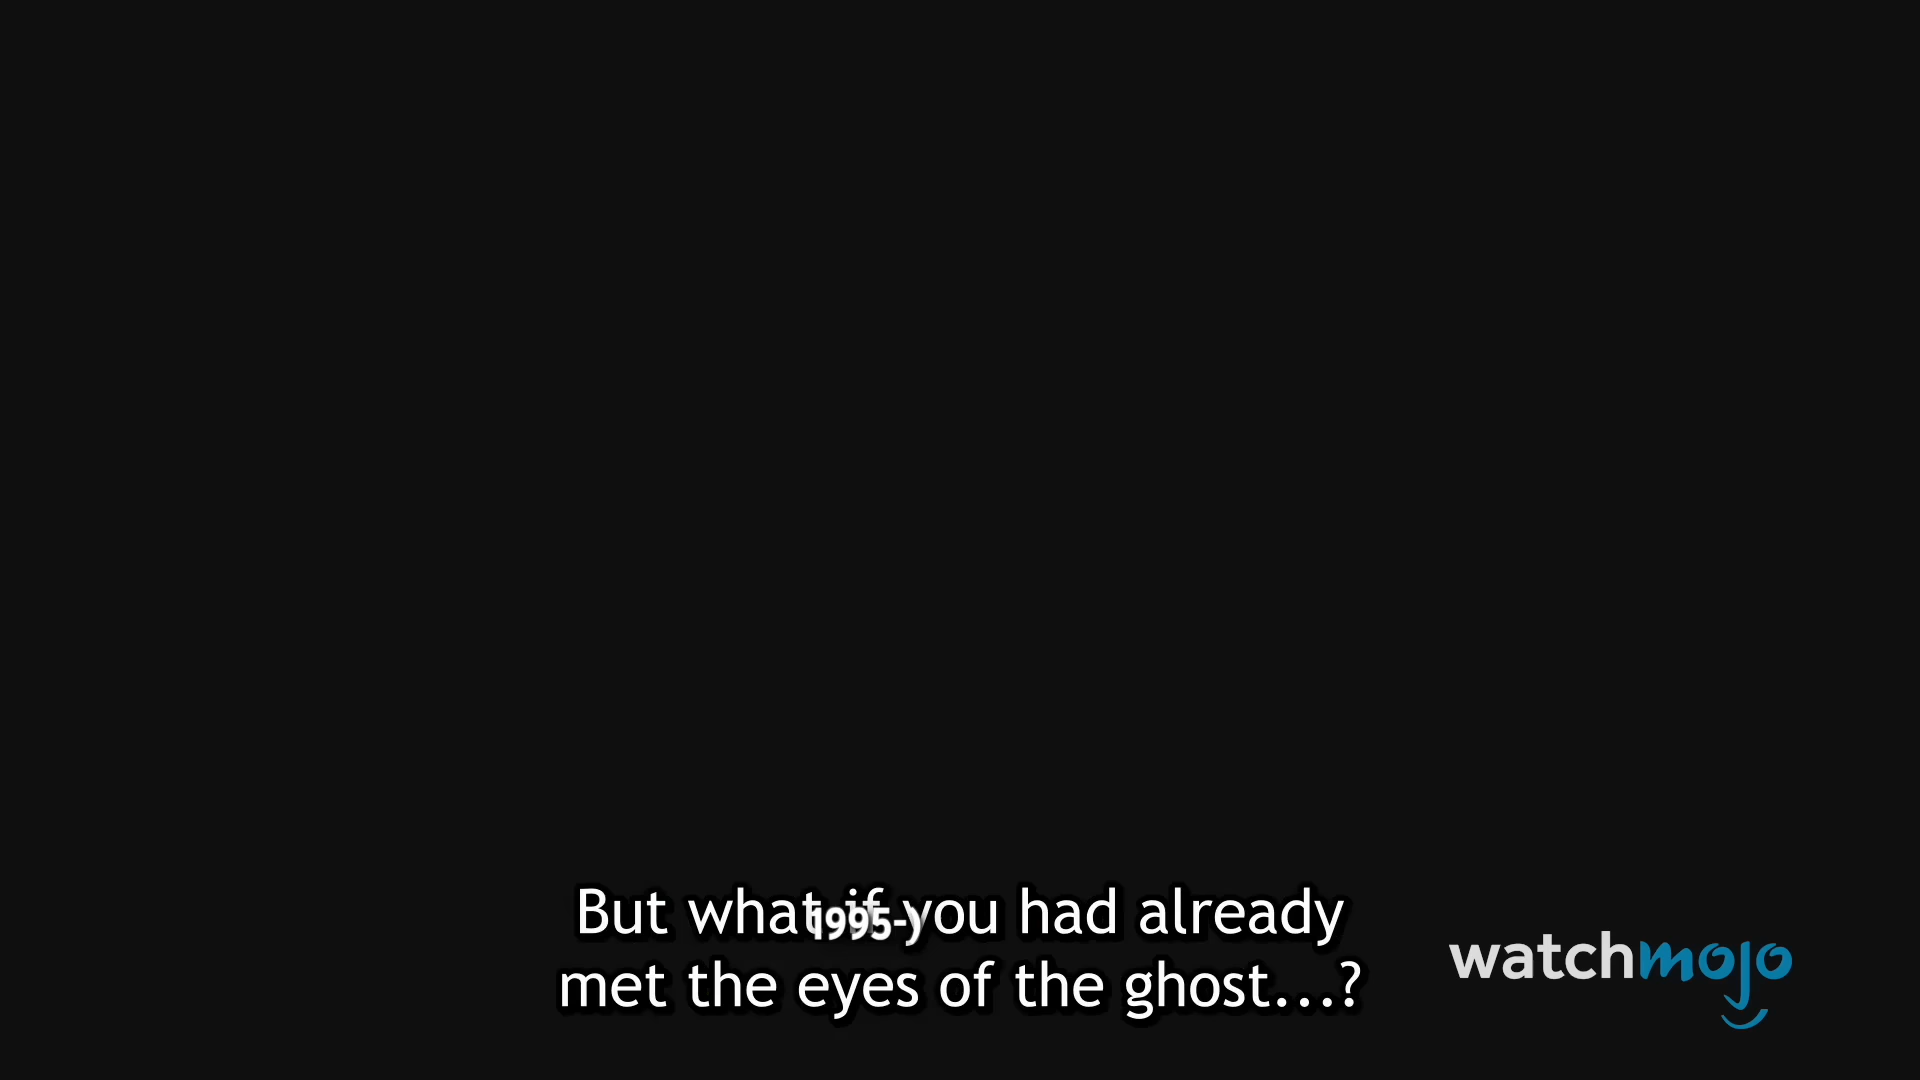 But what if you had already
1995-)
met the eyes of the ghost...?
watchmojo